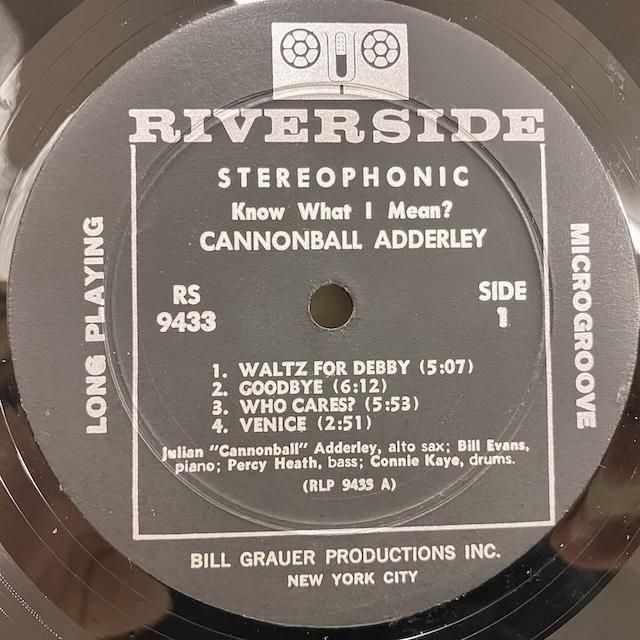 RIVERSIDE
STEREOPHONIC
Know What I Mean?
CANNONBALL ADDERLEY
RS
9433
SIDE
1
LONG PLAYING
MICROGROOVE
1. WALTZ FOR DEBBY (5:07)
2. GOODBYE (6:12)
3. WHO CARES? (5:53)
4. VENICE (2:51)
Julian "Cannonball" Adderley, alto sax; Bill Evans,
piano; Percy Heath, bass; Connie Kaye, drums.
(RLP 9433 A)
BILL GRAUER PRODUCTIONS INC.
NEW YORK CITY